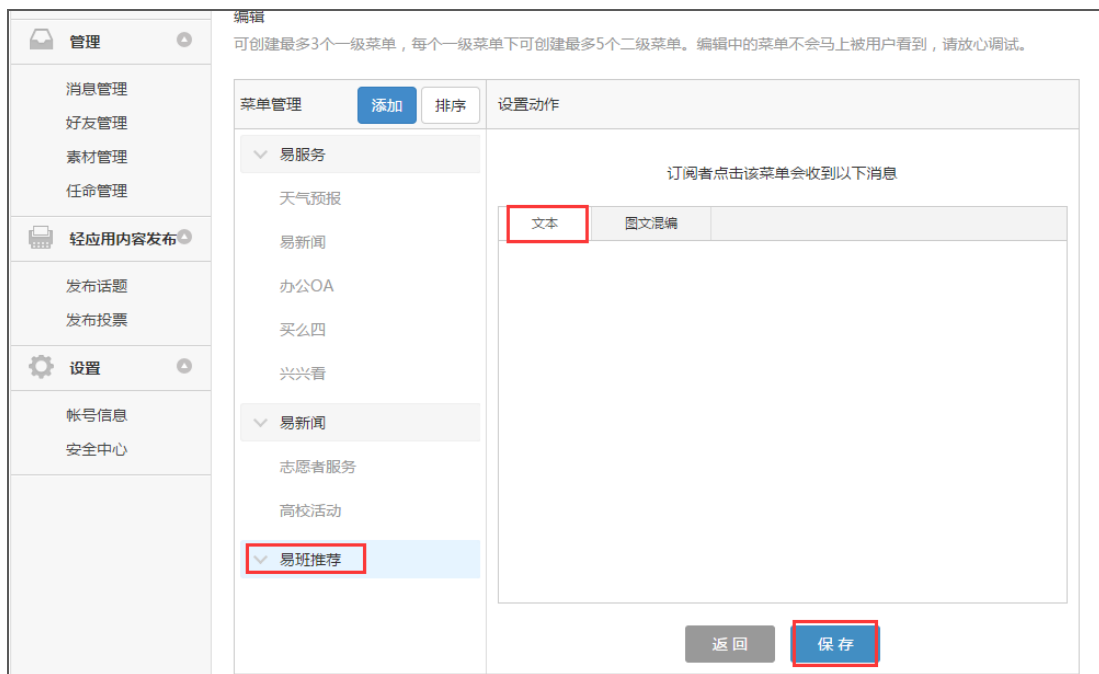 编辑
可创建最多3个一级菜单，每个一级菜单下可创建最多5个二级菜单。编辑中的菜单不会马上被用户看到，请放心调试。
管理
消息管理
好友管理
素材管理
任命管理
轻应用内容发布
发布话题
发布投票
设置
帐号信息
安全中心
菜单管理 添加 排序
易服务
天气预报
易新闻
办公OA
买么四
兴兴看
易新闻
志愿者服务
高校活动
易班推荐
设置动作
订阅者点击该菜单会收到以下消息
文本 图文混编
返回 保存